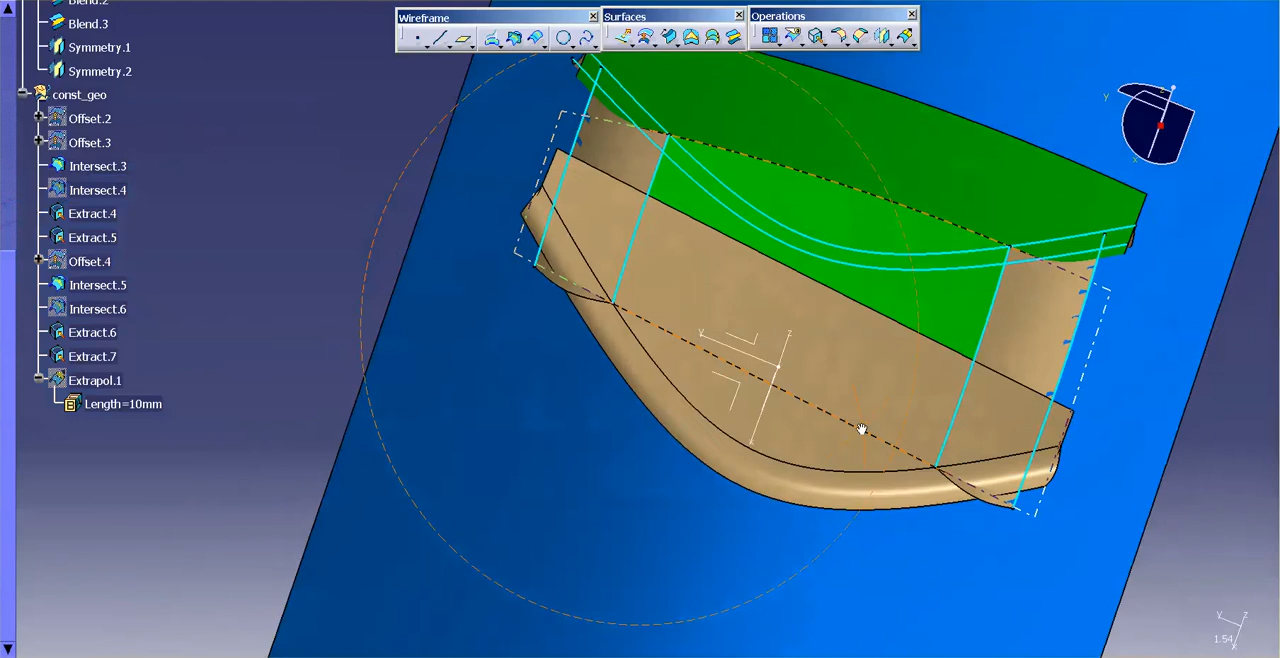 Blend.2
Wireframe
Surfaces
Operations
Blend.3
Symmetry.1
Symmetry.2
const_geo
Offset.2
Offset.3
Intersect.3
Intersect.4
Extract.4
Extract.5
Offset.4
Intersect.5
Intersect.6
Extract.6
Extract.7
Extrapol.1
Length=10mm
Y
X
y
z
Y
Z
1.54